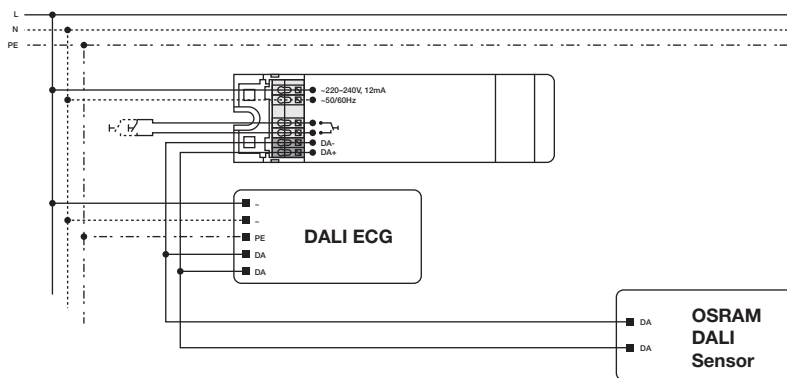 L
N
PE
~220–240V, 12mA
~50/60Hz
DA-
DA+
~
~
PE
DA
DA
DALI ECG
DA
DA
OSRAM
DALI
Sensor